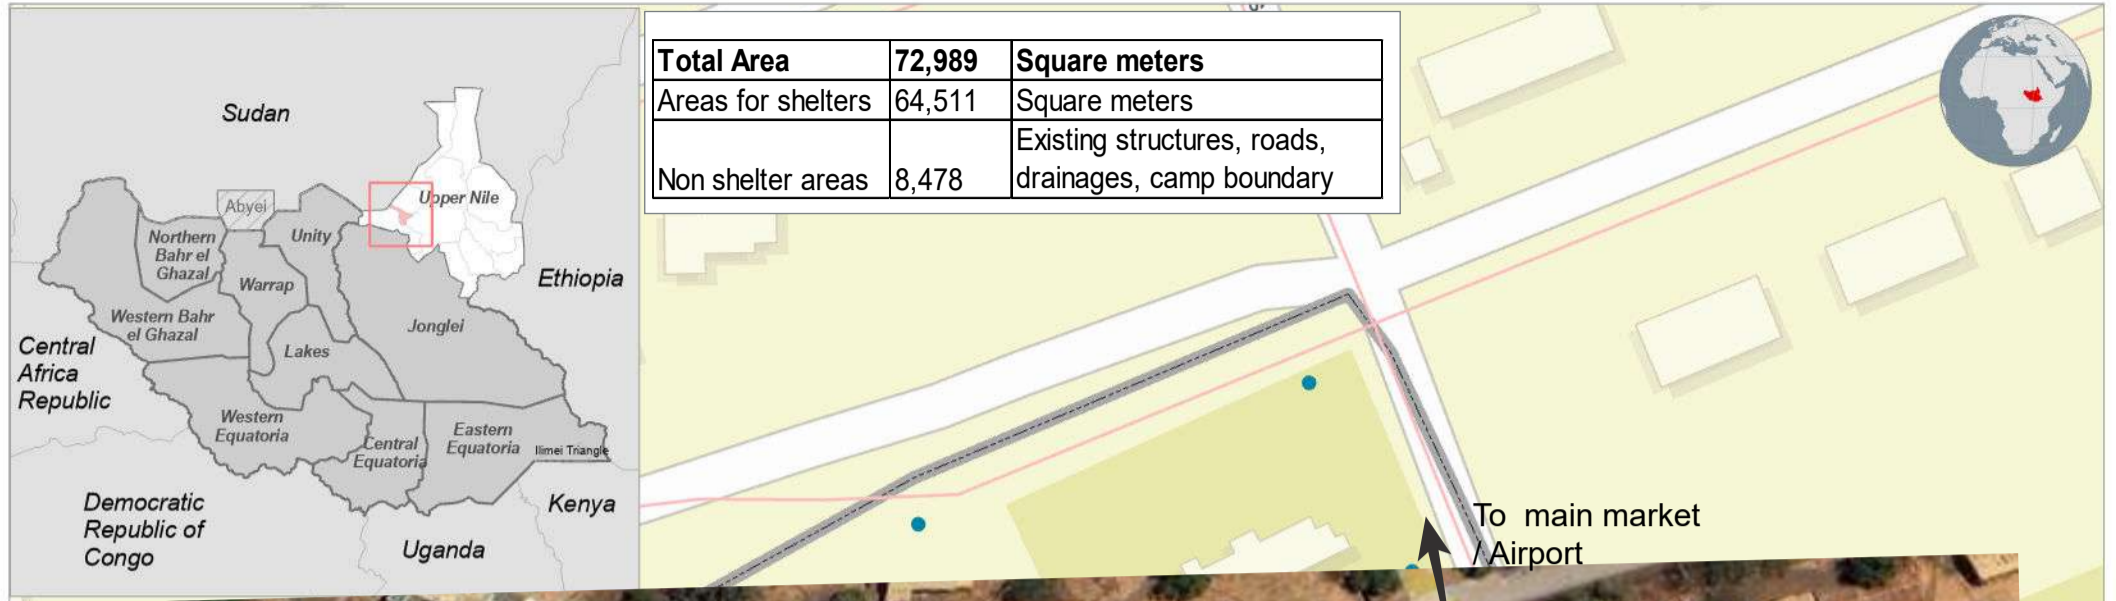 Sudan
Abyei
Upper Nile
Northern
Bahr el
Ghazal
Unity
Ethiopia
Warrap
Western Bahr
el Ghazal
Jonglei
Central
Africa
Republic
Lakes
Western
Equatoria
Central
Equatoria
Eastern
Equatoria
Ilimei Triangle
Democratic
Republic of
Congo
Kenya
Uganda
Total Area 72,989 Square meters
Areas for shelters 64,511 Square meters
Existing structures, roads,
Non shelter areas 8,478 drainages, camp boundary
To main market
/ Airport